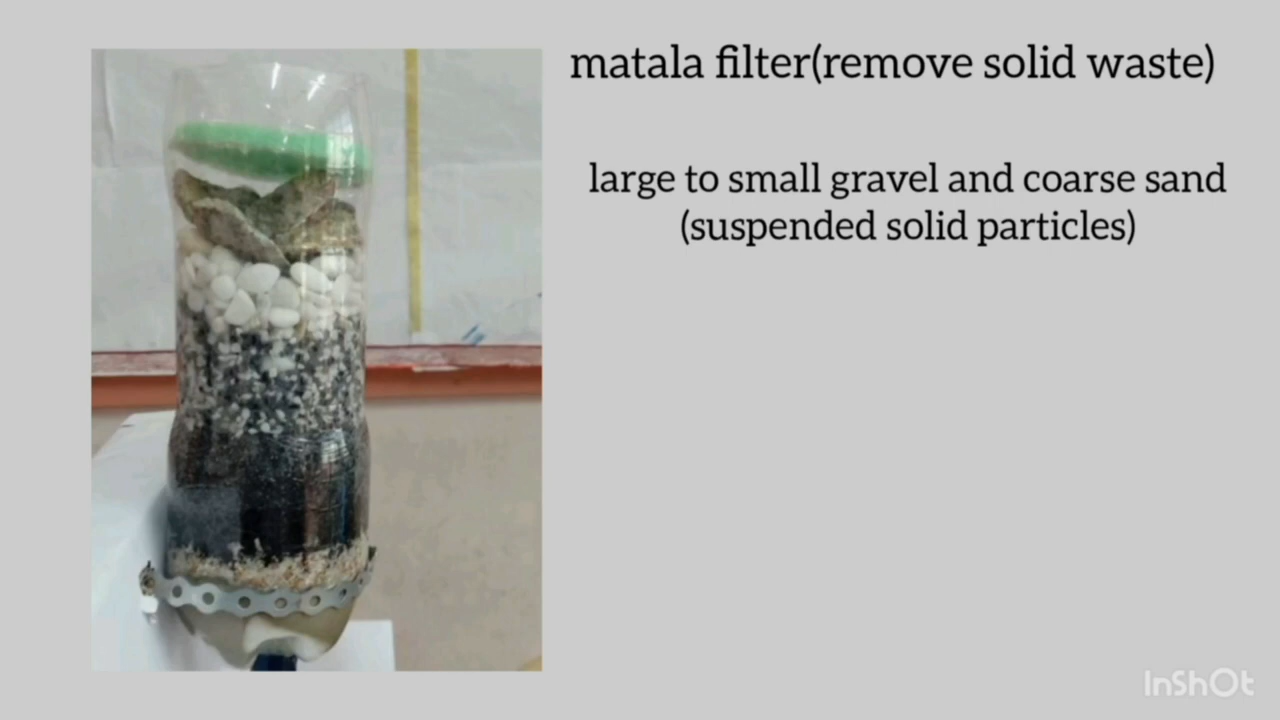 matala filter(remove solid waste)
large to small gravel and coarse sand
(suspended solid particles)
InShOt